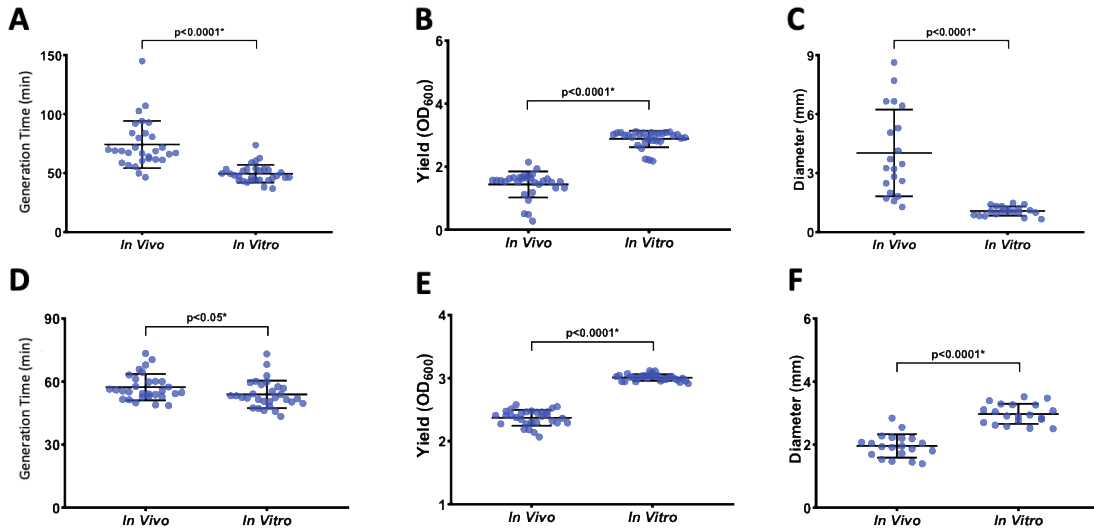 A
p<0.0001*
Generation Time (min)
150
100
50
0
In Vivo
In Vitro
B
p<0.0001*
Yield (OD600)
6
4
2
0
In Vivo
In Vitro
C
p<0.0001*
Diameter (mm)
9
6
3
0
In Vivo
In Vitro
D
p<0.05*
Generation Time (min)
90
60
30
0
In Vivo
In Vitro
E
p<0.0001*
Yield (OD600)
4
3
2
1
In Vivo
In Vitro
F
p<0.0001*
Diameter (mm)
6
4
2
0
In Vivo
In Vitro